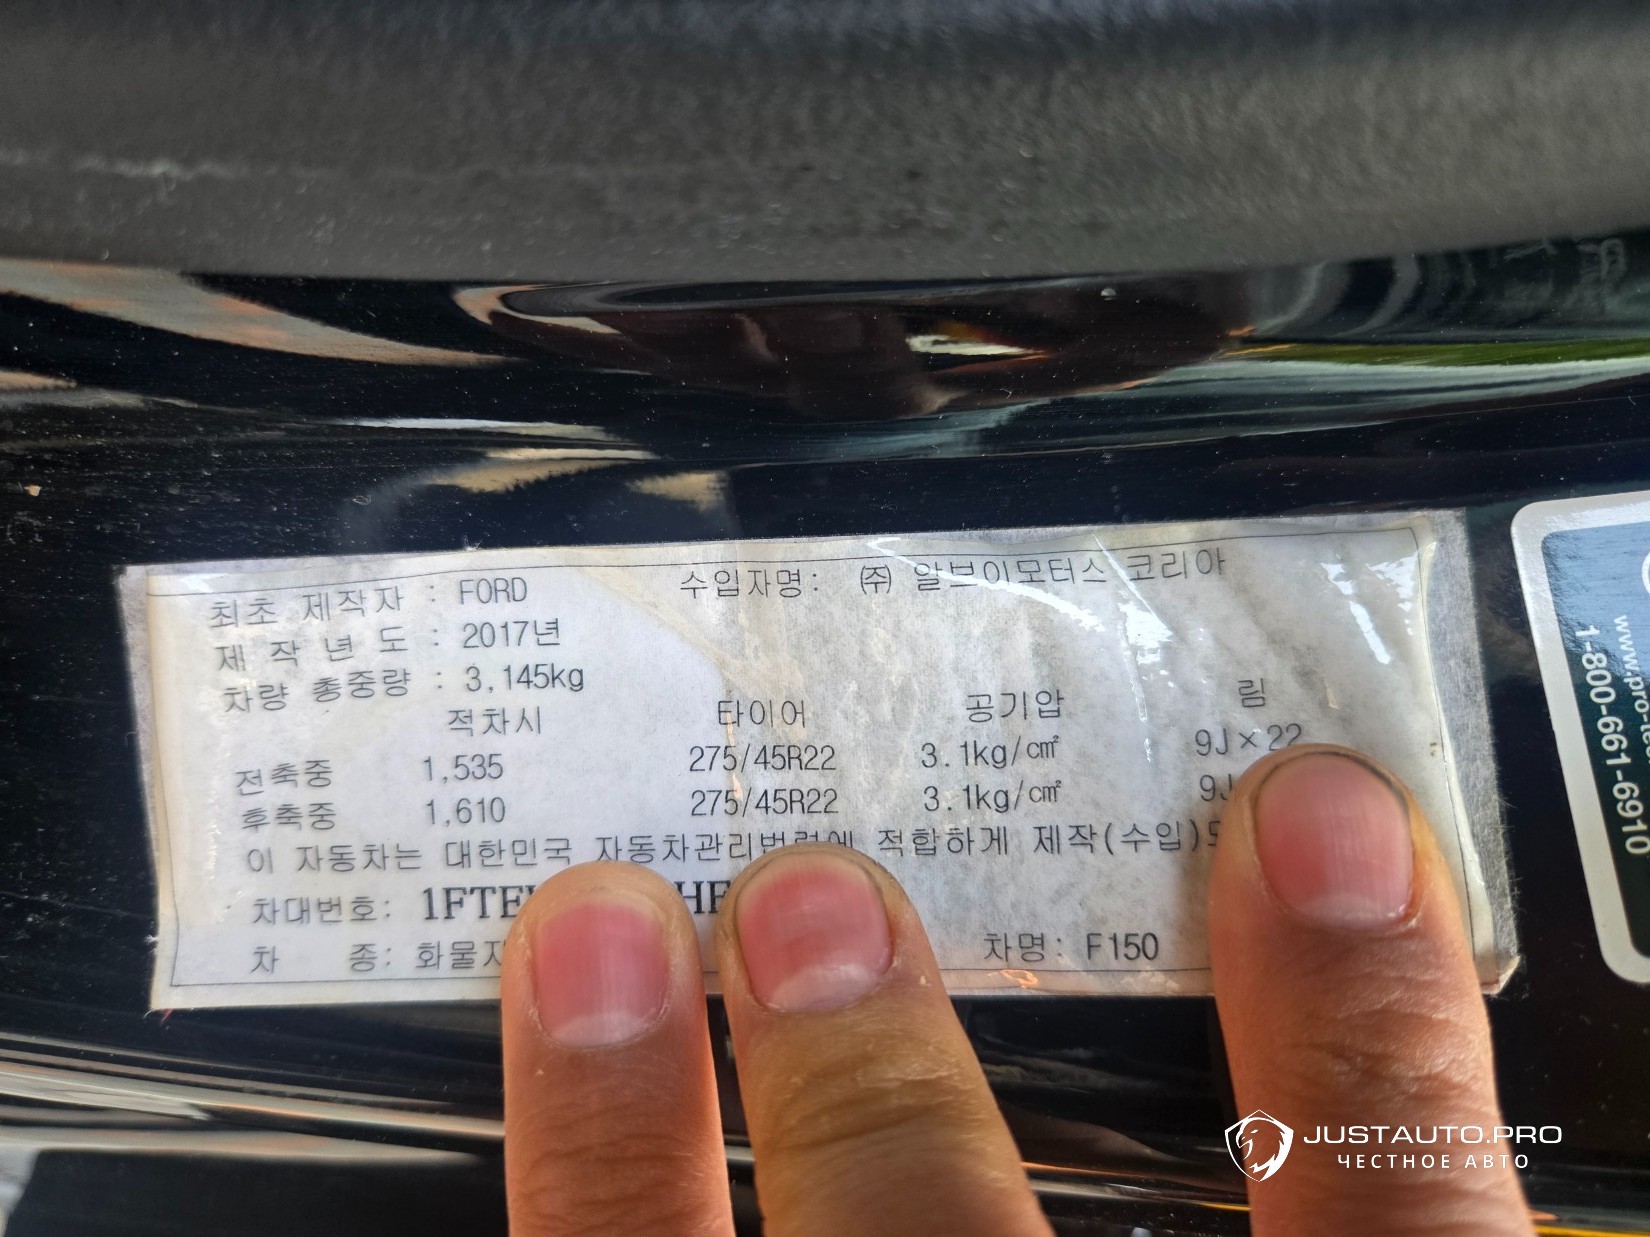 최초 제작자 : FORD 수입자명: ㈜ 알브이모터스 코리아
제 작 년 도 : 2017년
차량 총중량 : 3,145kg
적차시 타이어 공기압 림
전축중 1,535 275/45R22 3.1kg/㎠ 9J×22
후축중 1,610 275/45R22 3.1kg/㎠ 9J
이 자동차는 대한민국 자동차관리법령에 적합하게 제작(수입)
차대번호: 1FTE
차 종: 화물 차명: F150
1-800-661-6910
JUSTAUTO.PRO
ЧЕСТНОЕ АВТО